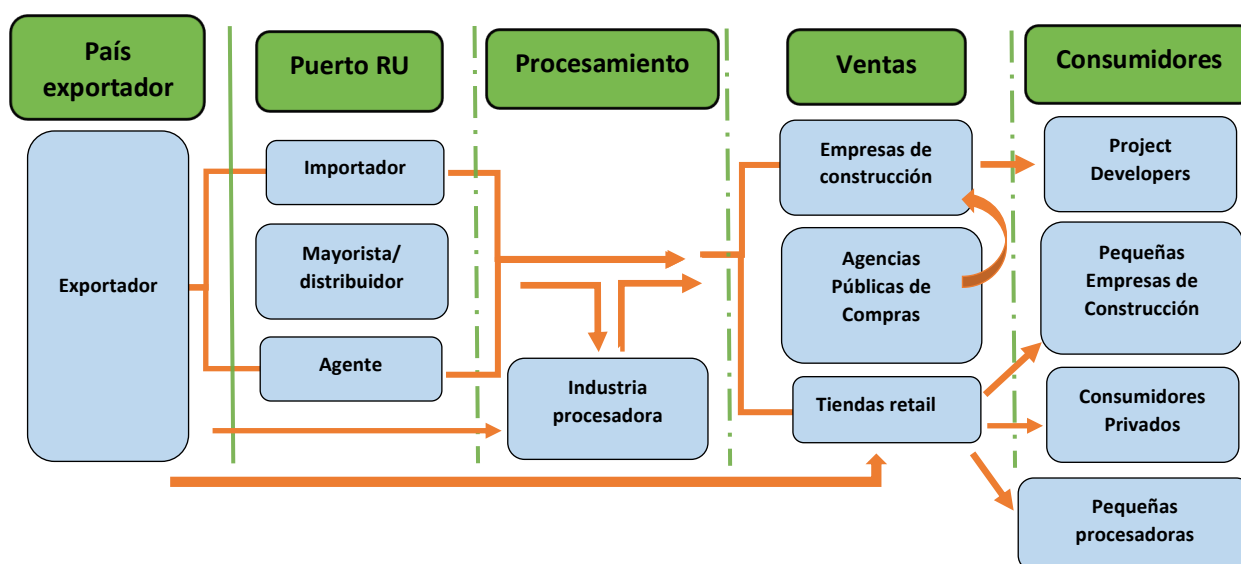 País
exportador
Puerto RU
Procesamiento
Ventas
Consumidores
Exportador
Importador
Mayorista/
distribuidor
Agente
Industria
procesadora
Empresas de
construcción
Agencias
Públicas de
Compras
Tiendas retail
Project
Developers
Pequeñas
Empresas de
Construcción
Consumidores
Privados
Pequeñas
procesadoras